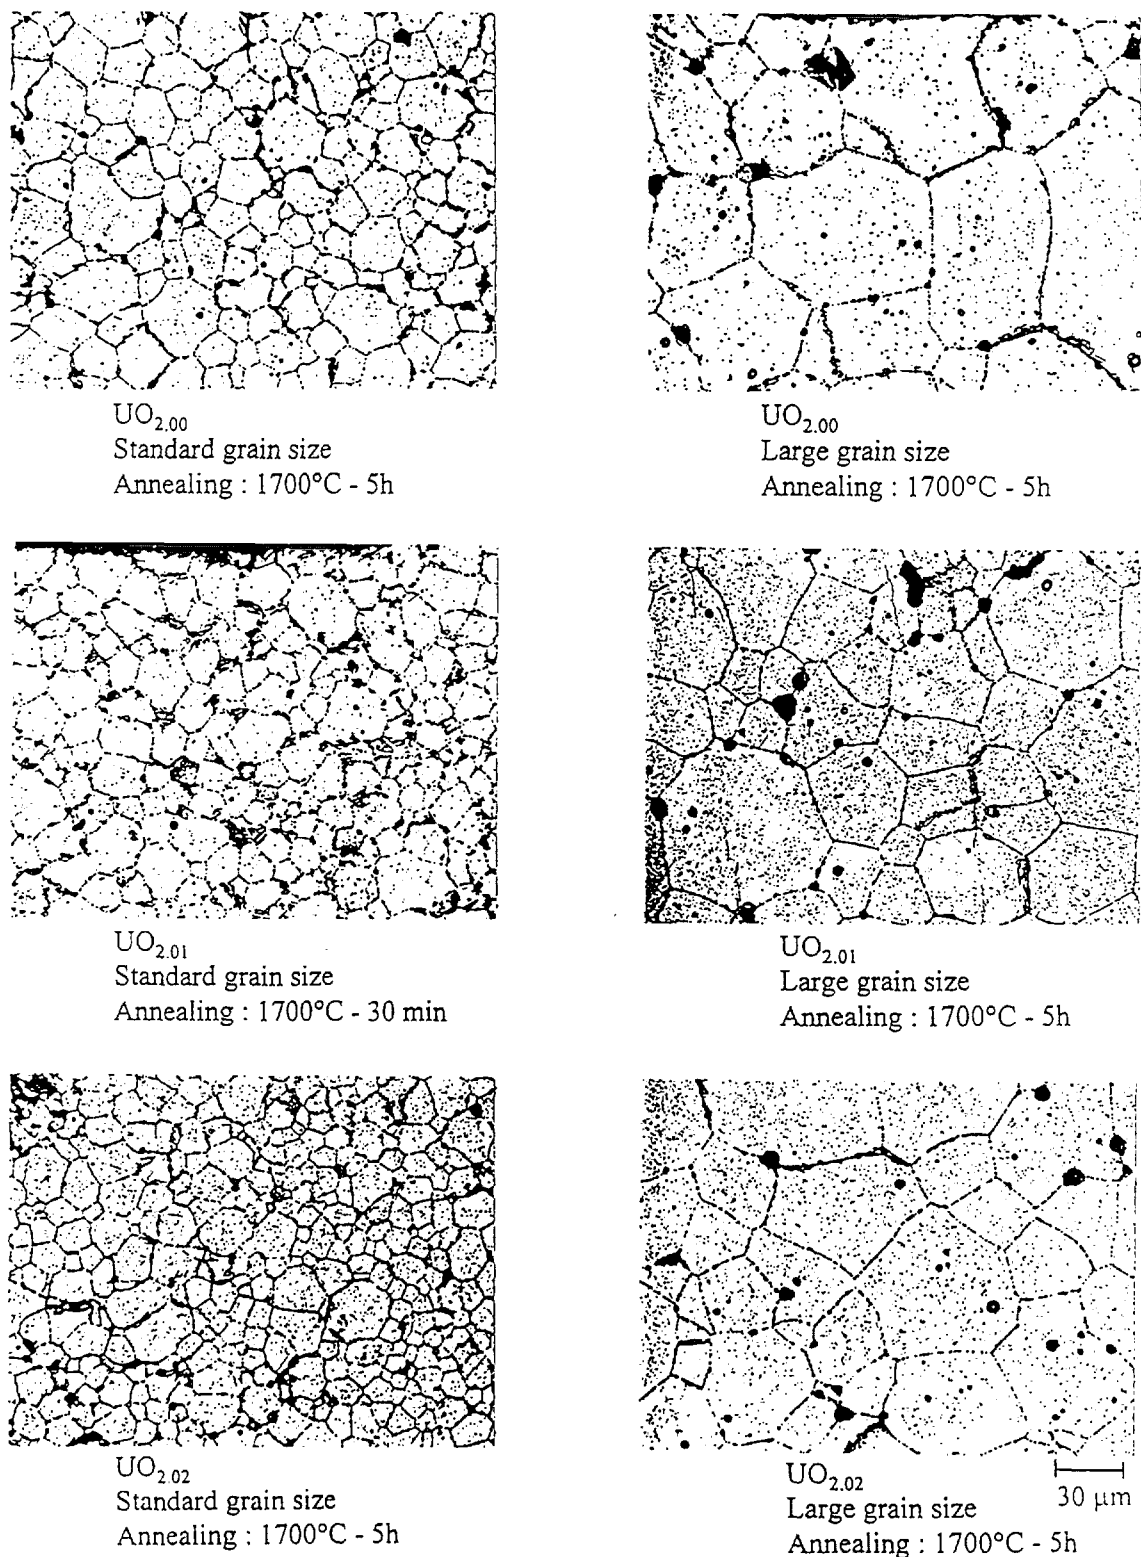 UO2.00
Standard grain size
Annealing : 1700°C - 5h
UO2.00
Large grain size
Annealing : 1700°C - 5h
UO2.01
Standard grain size
Annealing : 1700°C - 30 min
UO2.01
Large grain size
Annealing : 1700°C - 5h
UO2.02
Standard grain size
Annealing : 1700°C - 5h
UO2.02
Large grain size
Annealing : 1700°C - 5h
30 µm